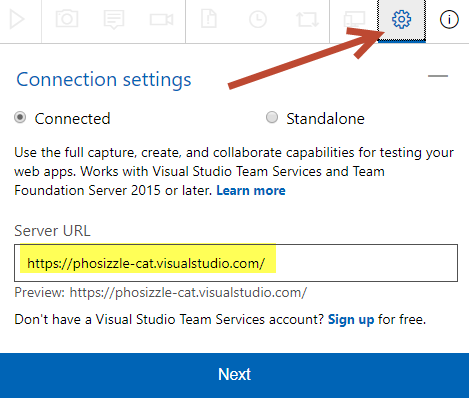 Connection settings
Connected
Standalone
Use the full capture, create, and collaborate capabilities for testing your
web apps. Works with Visual Studio Team Services and Team
Foundation Server 2015 or later. Learn more
Server URL
https://phosizzle-cat.visualstudio.com/
Preview: https://phosizzle-cat.visualstudio.com/
Don't have a Visual Studio Team Services account? Sign up for free.
Next